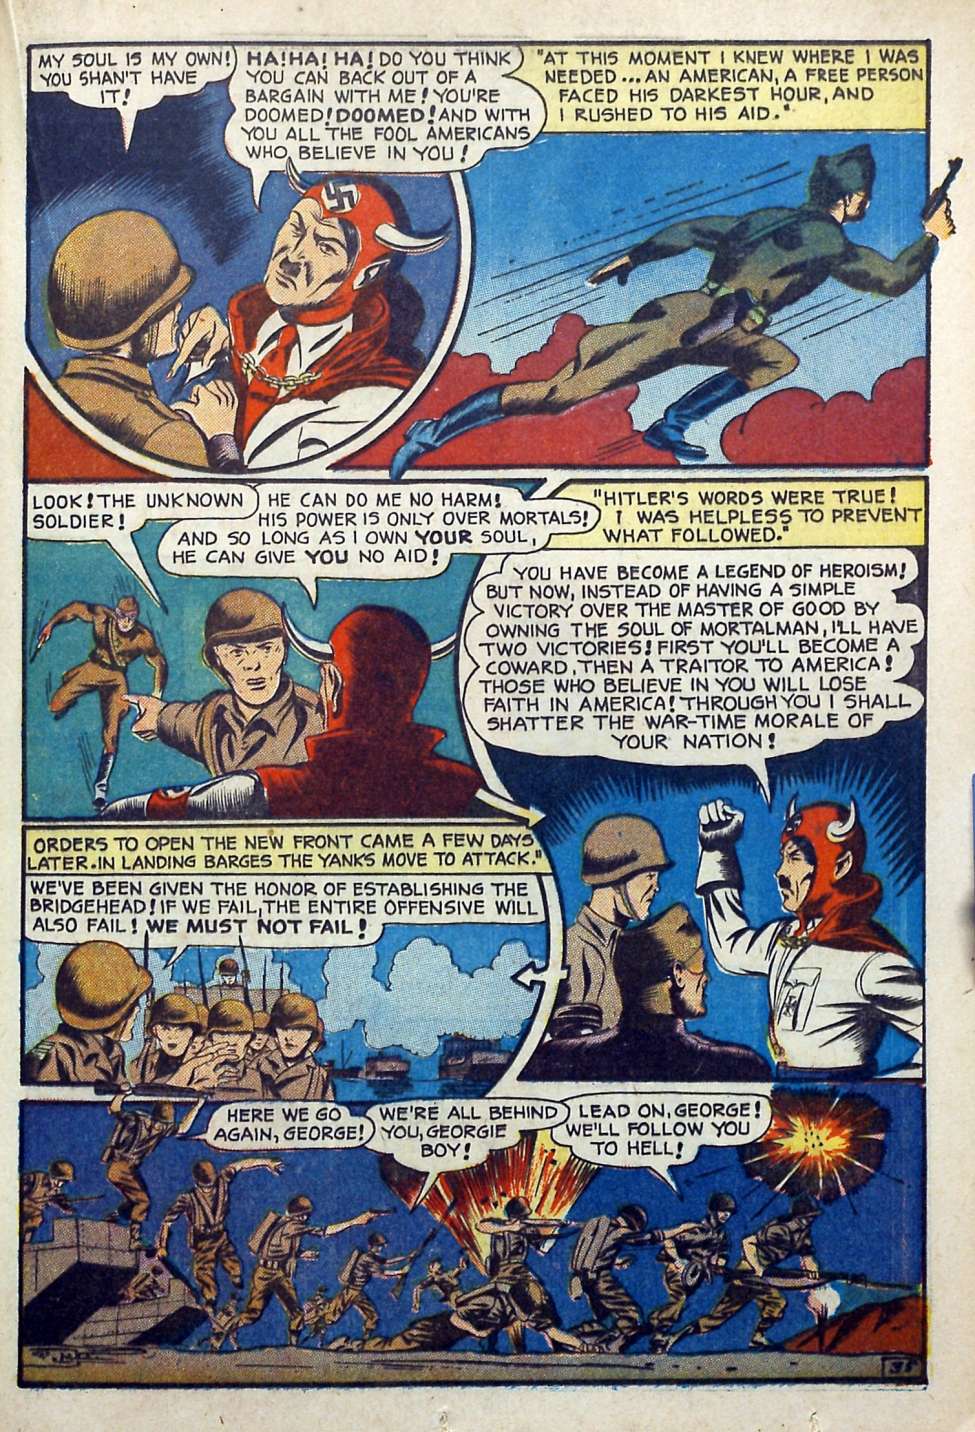 MY SOUL IS MY OWN!
YOU SHAN'T HAVE
IT!
HA! HA! HA! DO YOU THINK
YOU CAN BACK OUT OF A
BARGAIN WITH ME! YOU'RE
DOOMED! DOOMED! AND WITH
YOU ALL THE FOOL AMERICANS
WHO BELIEVE IN YOU!
"AT THIS MOMENT I KNEW WHERE I WAS
NEEDED... AN AMERICAN, A FREE PERSON
FACED HIS DARKEST HOUR, AND
I RUSHED TO HIS AID."
LOOK! THE UNKNOWN
SOLDIER!
HE CAN DO ME NO HARM!
HIS POWER IS ONLY OVER MORTALS!
AND SO LONG AS I OWN YOUR SOUL,
HE CAN GIVE YOU NO AID!
"HITLER'S WORDS WERE TRUE!
I WAS HELPLESS TO PREVENT
WHAT FOLLOWED."
YOU HAVE BECOME A LEGEND OF HEROISM!
BUT NOW, INSTEAD OF HAVING A SIMPLE
VICTORY OVER THE MASTER OF GOOD BY
OWNING THE SOUL OF MORTALMAN, I'LL HAVE
TWO VICTORIES! FIRST YOU'LL BECOME A
COWARD, THEN A TRAITOR TO AMERICA!
THOSE WHO BELIEVE IN YOU WILL LOSE
FAITH IN AMERICA! THROUGH YOU I SHALL
SHATTER THE WAR-TIME MORALE OF
YOUR NATION!
ORDERS TO OPEN THE NEW FRONT CAME A FEW DAYS
LATER. IN LANDING BARGES THE YANKS MOVE TO ATTACK."
WE'VE BEEN GIVEN THE HONOR OF ESTABLISHING THE
BRIDGEHEAD! IF WE FAIL, THE ENTIRE OFFENSIVE WILL
ALSO FAIL! WE MUST NOT FAIL!
HERE WE GO
AGAIN, GEORGE!
WE'RE ALL BEHIND
YOU, GEORGIE
BOY!
LEAD ON, GEORGE!
WE'LL FOLLOW YOU
TO HELL!
35